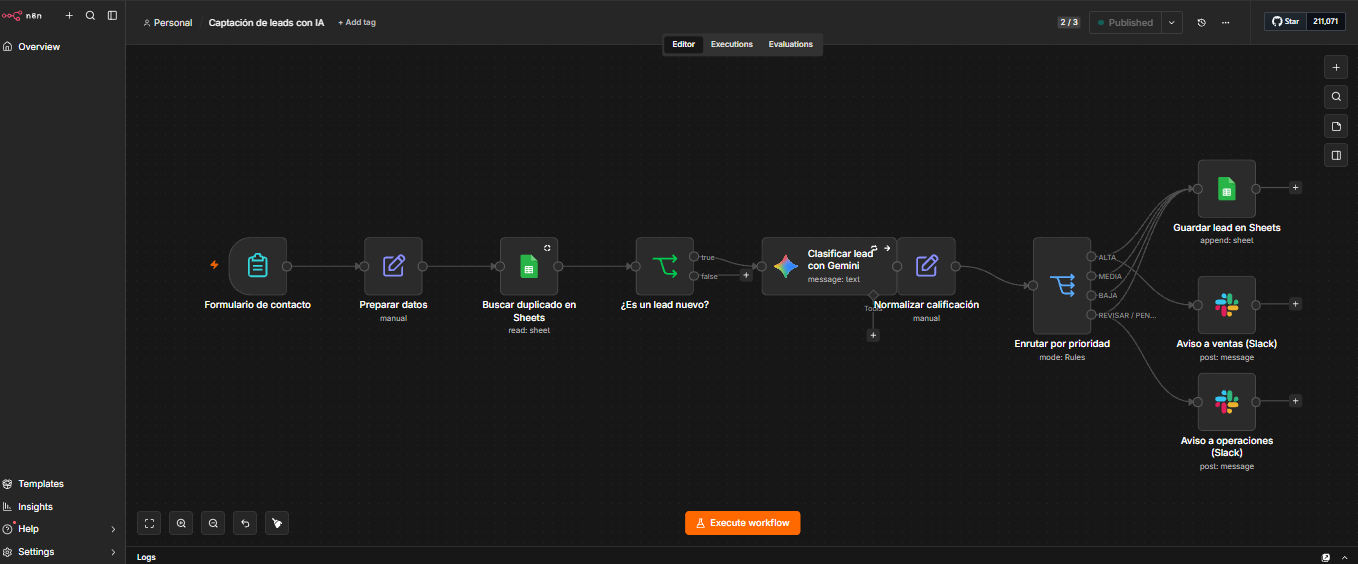 n8n
Personal / Captación de leads con IA + Add tag
2 / 3
Published
Star 211,071
Editor Executions Evaluations
Overview
Formulario de contacto
Preparar datos
manual
Buscar duplicado en
Sheets
read: sheet
¿Es un lead nuevo?
true
false
Clasificar lead
con Gemini
message: text
Tools
Normalizar calificación
manual
Enrutar por prioridad
mode: Rules
ALTA
MEDIA
BAJA
REVISAR / PEN...
Guardar lead en Sheets
append: sheet
Aviso a ventas (Slack)
post: message
Aviso a operaciones
(Slack)
post: message
Templates
Insights
Help
Settings
Execute workflow
Logs